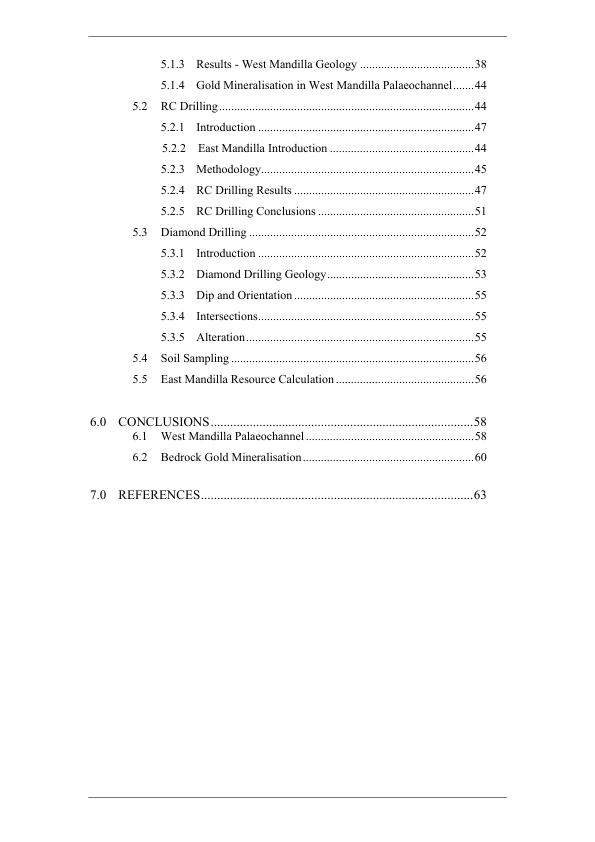 5.1.3 Results - West Mandilla Geology ......................................38
5.1.4 Gold Mineralisation in West Mandilla Palaeochannel.......44
5.2 RC Drilling.....................................................................................44
5.2.1 Introduction ........................................................................47
5.2.2 East Mandilla Introduction ................................................44
5.2.3 Methodology.......................................................................45
5.2.4 RC Drilling Results ............................................................47
5.2.5 RC Drilling Conclusions ....................................................51
5.3 Diamond Drilling ...........................................................................52
5.3.1 Introduction ........................................................................52
5.3.2 Diamond Drilling Geology.................................................53
5.3.3 Dip and Orientation ............................................................55
5.3.4 Intersections........................................................................55
5.3.5 Alteration............................................................................55
5.4 Soil Sampling .................................................................................56
5.5 East Mandilla Resource Calculation ..............................................56
6.0 CONCLUSIONS.................................................................................58
6.1 West Mandilla Palaeochannel ........................................................58
6.2 Bedrock Gold Mineralisation.........................................................60
7.0 REFERENCES....................................................................................63